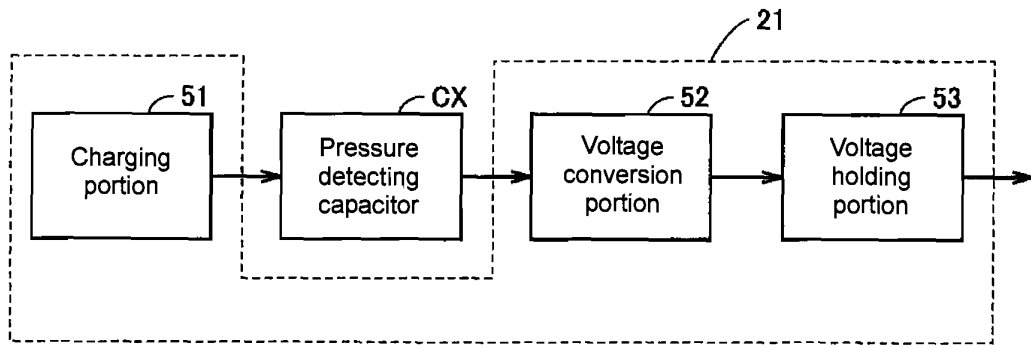 21
51
CX
52
53
Charging
portion
Pressure
detecting
capacitor
Voltage
conversion
portion
Voltage
holding
portion